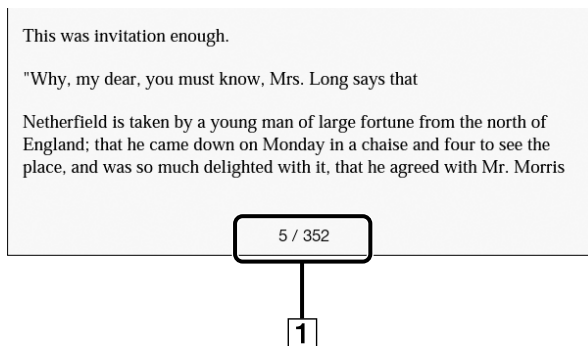 This was invitation enough.
"Why, my dear, you must know, Mrs. Long says that
Netherfield is taken by a young man of large fortune from the north of
England; that he came down on Monday in a chaise and four to see the
place, and was so much delighted with it, that he agreed with Mr. Morris
5 / 352
1